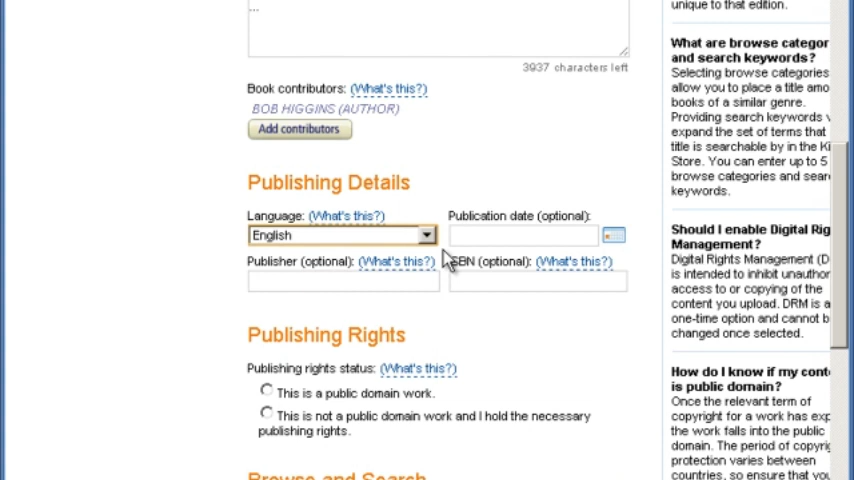 ...
3937 characters left
Book contributors: (What's this?)
BOB HIGGINS (AUTHOR)
Add contributors
Publishing Details
Language: (What's this?)
Publication date (optional):
English
Publisher (optional): (What's this?)
ISBN (optional): (What's this?)
Publishing Rights
Publishing rights status: (What's this?)
This is a public domain work.
This is not a public domain work and I hold the necessary
publishing rights.
Browse and Search
unique to that edition.
What are browse categor
and search keywords?
Selecting browse categories
allow you to place a title amo
books of a similar genre.
Providing search keywords
expand the set of terms that
title is searchable by in the Ki
Store. You can enter up to 5
browse categories and sear
keywords.
Should I enable Digital Rig
Management?
Digital Rights Management (D
is intended to inhibit unauthor
access to or copying of the
content you upload. DRM is a
one-time option and cannot b
changed once selected.
How do I know if my cont
is public domain?
Once the relevant term of
copyright for a work has exp
the work falls into the public
domain. The period of copyrig
protection varies between
countries, so ensure that you